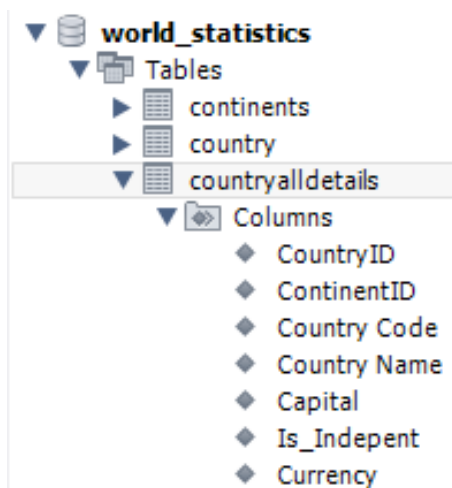 world_statistics
Tables
continents
country
countryalldetails
Columns
CountryID
ContinentID
Country Code
Country Name
Capital
Is_Indepent
Currency